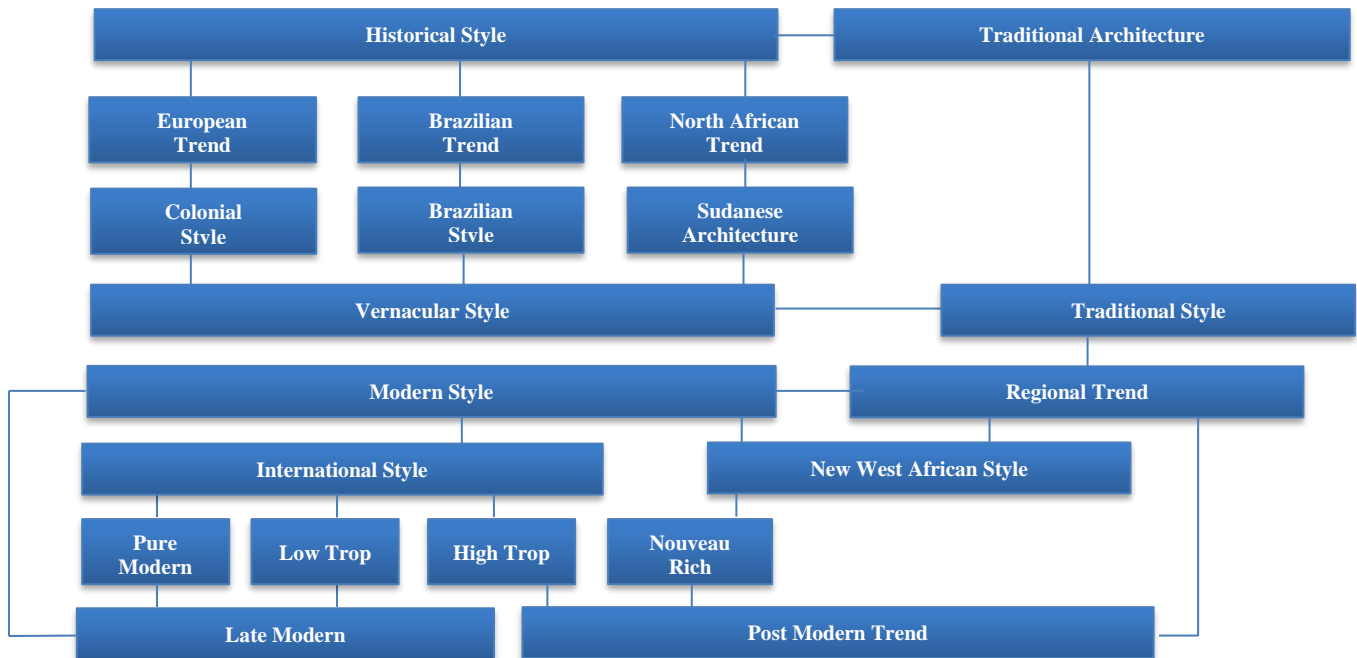 Historical Style
Traditional Architecture
European
Trend
Brazilian
Trend
North African
Trend
Colonial
Style
Brazilian
Style
Sudanese
Architecture
Vernacular Style
Traditional Style
Modern Style
Regional Trend
International Style
New West African Style
Pure
Modern
Low Trop
High Trop
Nouveau
Rich
Late Modern
Post Modern Trend